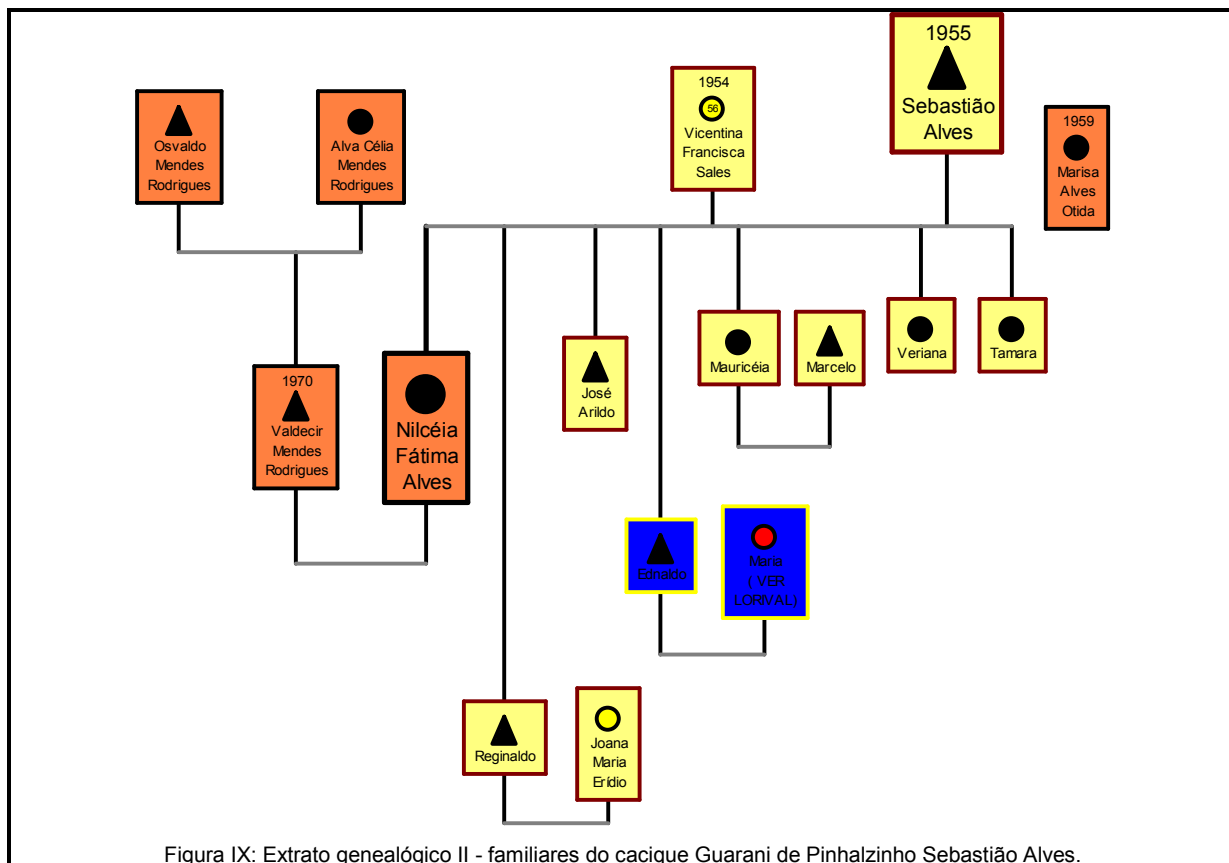 1955
Sebastião
Alves
1954
56
Vicentina
Francisca
Sales
Osvaldo
Mendes
Rodrigues
Alva Célia
Mendes
Rodrigues
1959
Marisa
Alves
Otida
1970
Valdecir
Mendes
Rodrigues
Nilcéia
Fátima
Alves
José
Arildo
Mauricéia
Marcelo
Veriana
Tamara
Ednaldo
Maria
( VER
LORIVAL)
Reginaldo
Joana
Maria
Erídio
Figura IX: Extrato genealógico II - familiares do cacique Guarani de Pinhalzinho Sebastião Alves.